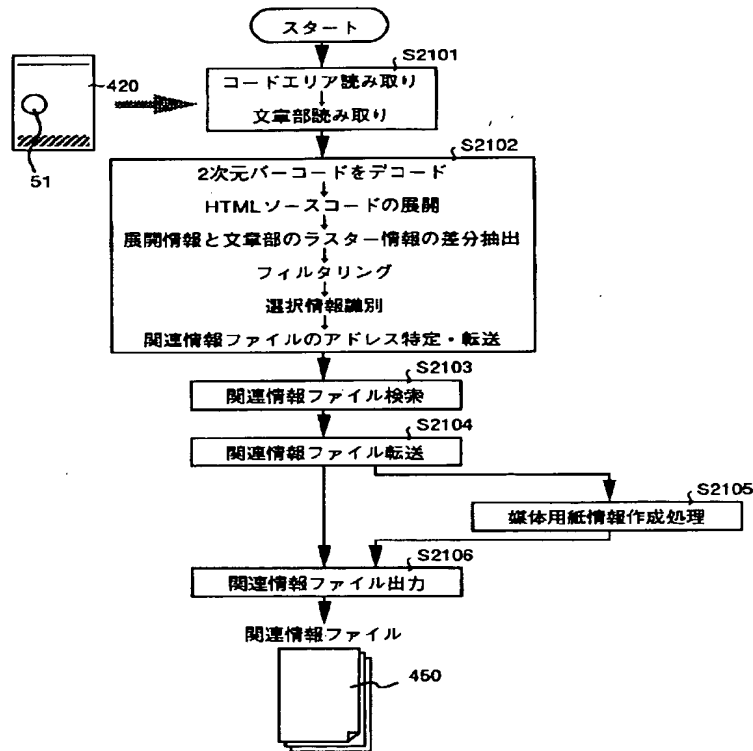 スタート
S2101
420
コードエリア読み取り
文章部読み取り
51
S2102
2次元バーコードをデコード
HTMLソースコードの展開
展開情報と文章部のラスター情報の差分抽出
フィルタリング
選択情報識別
関連情報ファイルのアドレス特定・転送
S2103
関連情報ファイル検索
S2104
関連情報ファイル転送
S2105
媒体用紙情報作成処理
S2106
関連情報ファイル出力
関連情報ファイル
450